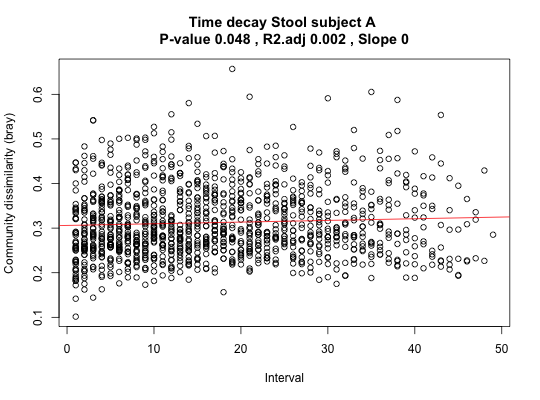 Time decay Stool subject A
P-value 0.048 , R2.adj 0.002 , Slope 0
Community dissimilarity (bray)
0.6
0.5
0.4
0.3
0.2
0.1
0 10 20 30 40 50
Interval